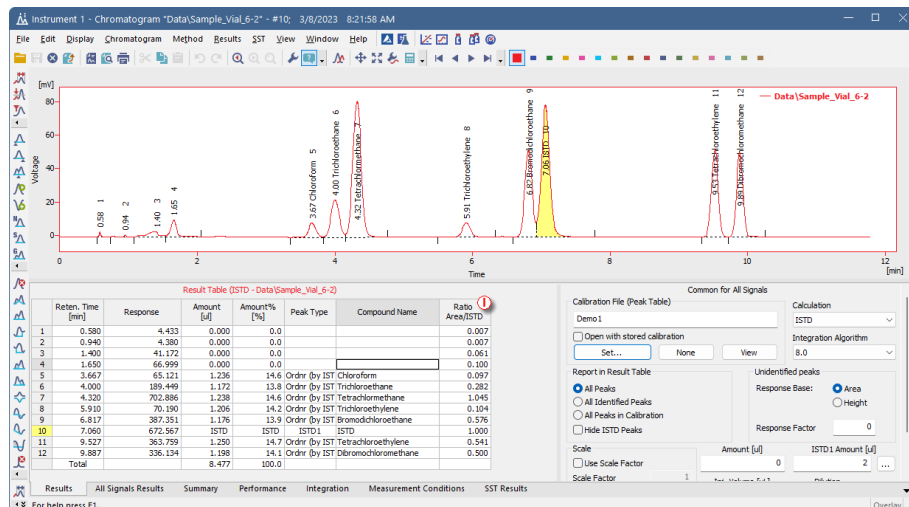 Instrument 1 - Chromatogram "Data\Sample_Vial_6-2" - #10; 3/8/2023 8:21:58 AM
File Edit Display Chromatogram Method Results SST View Window Help
[mV]
Data\Sample_Vial_6-2
80
60
40
20
0
Voltage
0.58 1
0.94 2
1.40 3
1.65 4
3.67 Chloroform 5
4.00 Trichloroethane 6
4.32 Tetrachlormethane 7
5.91 Trichloroethylene 8
6.82 Bromodichloroethane 9
7.06 ISTD 10
9.53 Tetrachloroethylene 11
9.89 Dibromochloromethane 12
0 2 4 6 8 10 12
Time
[min]
Result Table (ISTD - Data\Sample_Vial_6-2)
Reten. Time [min] Response Amount [ul] Amount% [%] Peak Type Compound Name Ratio Area/ISTD
1 0.580 4.433 0.000 0.0 0.007
2 0.940 4.380 0.000 0.0 0.007
3 1.400 41.172 0.000 0.0 0.061
4 1.650 66.999 0.000 0.0 0.100
5 3.667 65.121 1.236 14.6 Ordnr (by IST Chloroform 0.097
6 4.000 189.449 1.172 13.8 Ordnr (by IST Trichloroethane 0.282
7 4.320 702.886 1.238 14.6 Ordnr (by IST Tetrachlormethane 1.045
8 5.910 70.190 1.206 14.2 Ordnr (by IST Trichloroethylene 0.104
9 6.817 387.351 1.176 13.9 Ordnr (by IST Bromodichloroethane 0.576
10 7.060 672.567 ISTD ISTD ISTD1 ISTD 1.000
11 9.527 363.759 1.250 14.7 Ordnr (by IST Tetrachloroethylene 0.541
12 9.887 336.134 1.198 14.1 Ordnr (by IST Dibromochloromethane 0.500
Total 8.477 100.0
Common for All Signals
Calibration File (Peak Table)
Demo1
Open with stored calibration
Set... None View
Calculation
ISTD
Integration Algorithm
8.0
Report in Result Table
All Peaks
All Identified Peaks
All Peaks in Calibration
Hide ISTD Peaks
Unidentified peaks
Response Base: Area
Height
Response Factor 0
Scale
Use Scale Factor
Scale Factor 1
Amount [ul]
0
ISTD1 Amount [ul]
2 ...
Results All Signals Results Summary Performance Integration Measurement Conditions SST Results
For help press F1.
Overlay